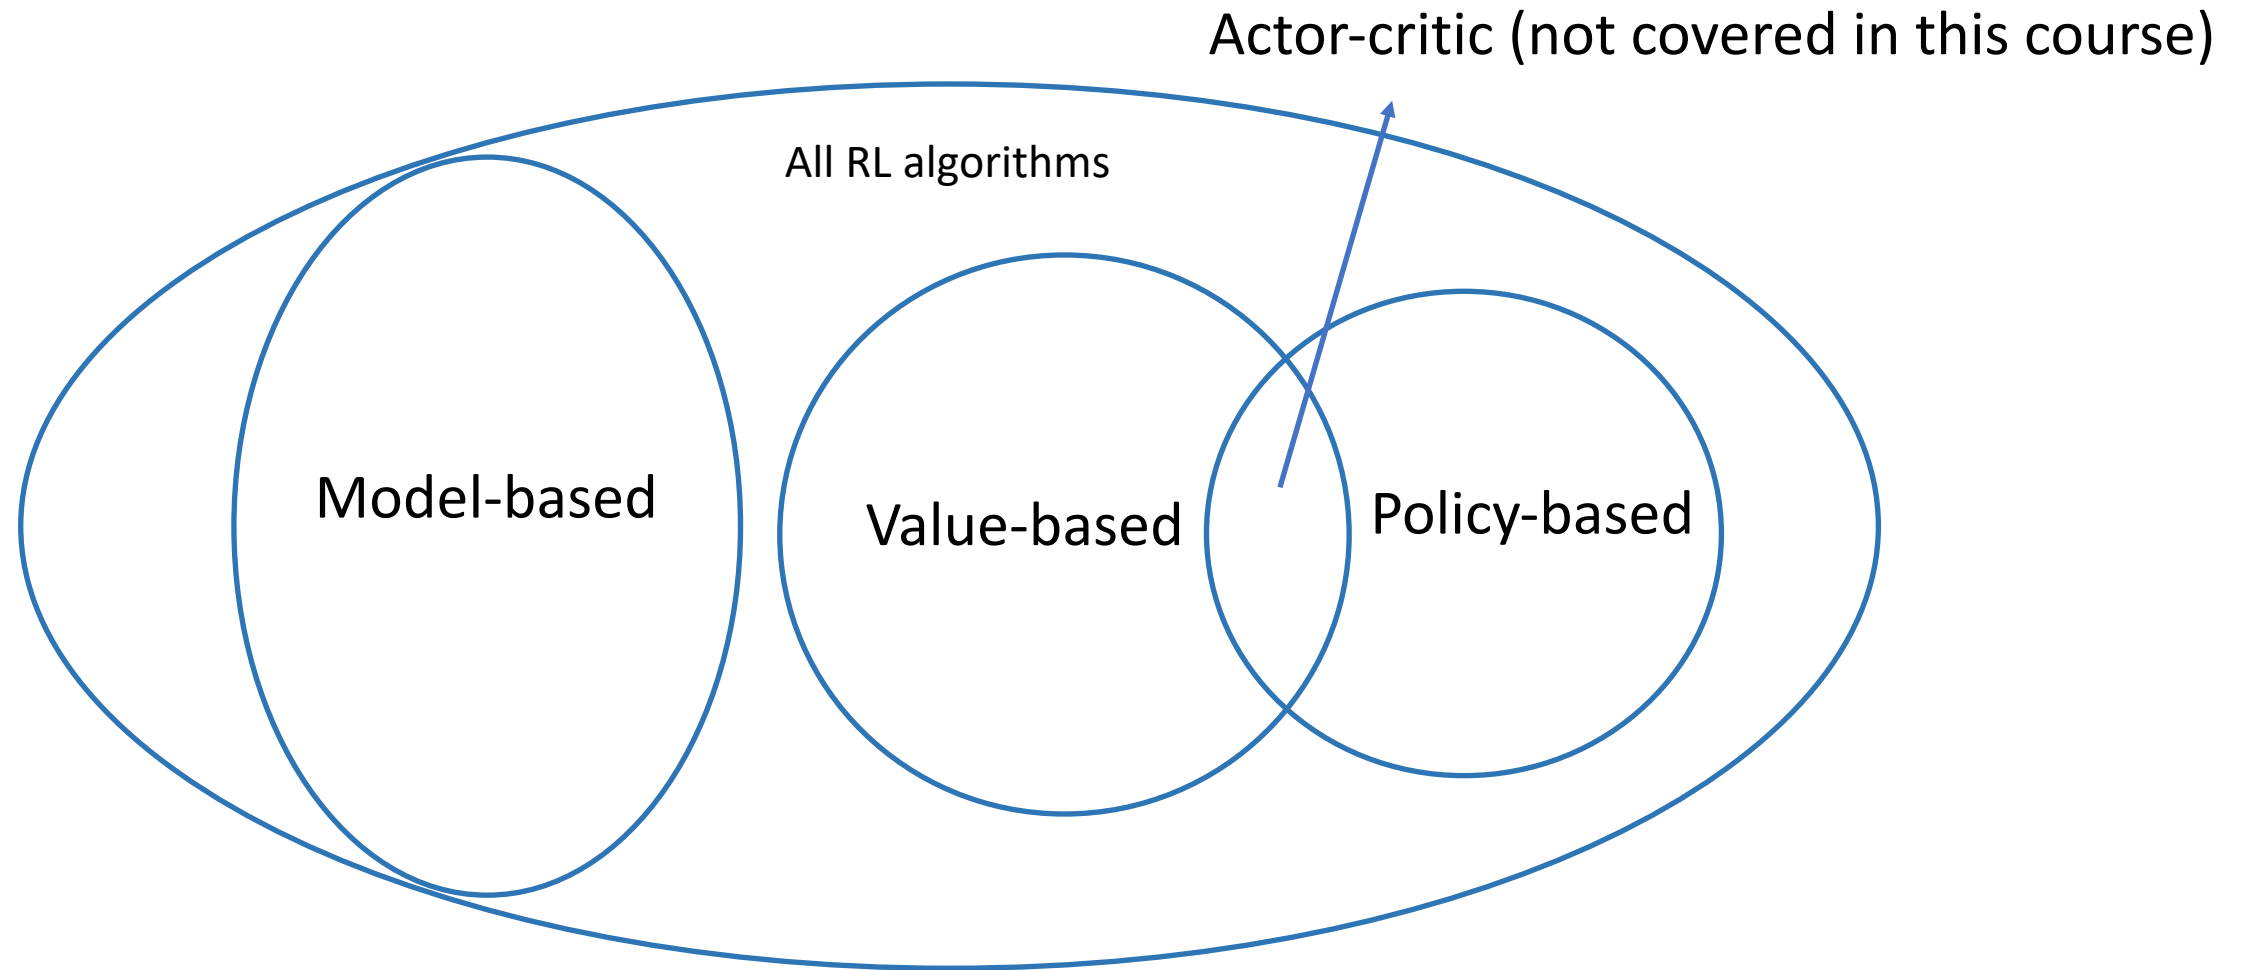 Actor-critic (not covered in this course)
All RL algorithms
Model-based
Value-based
Policy-based